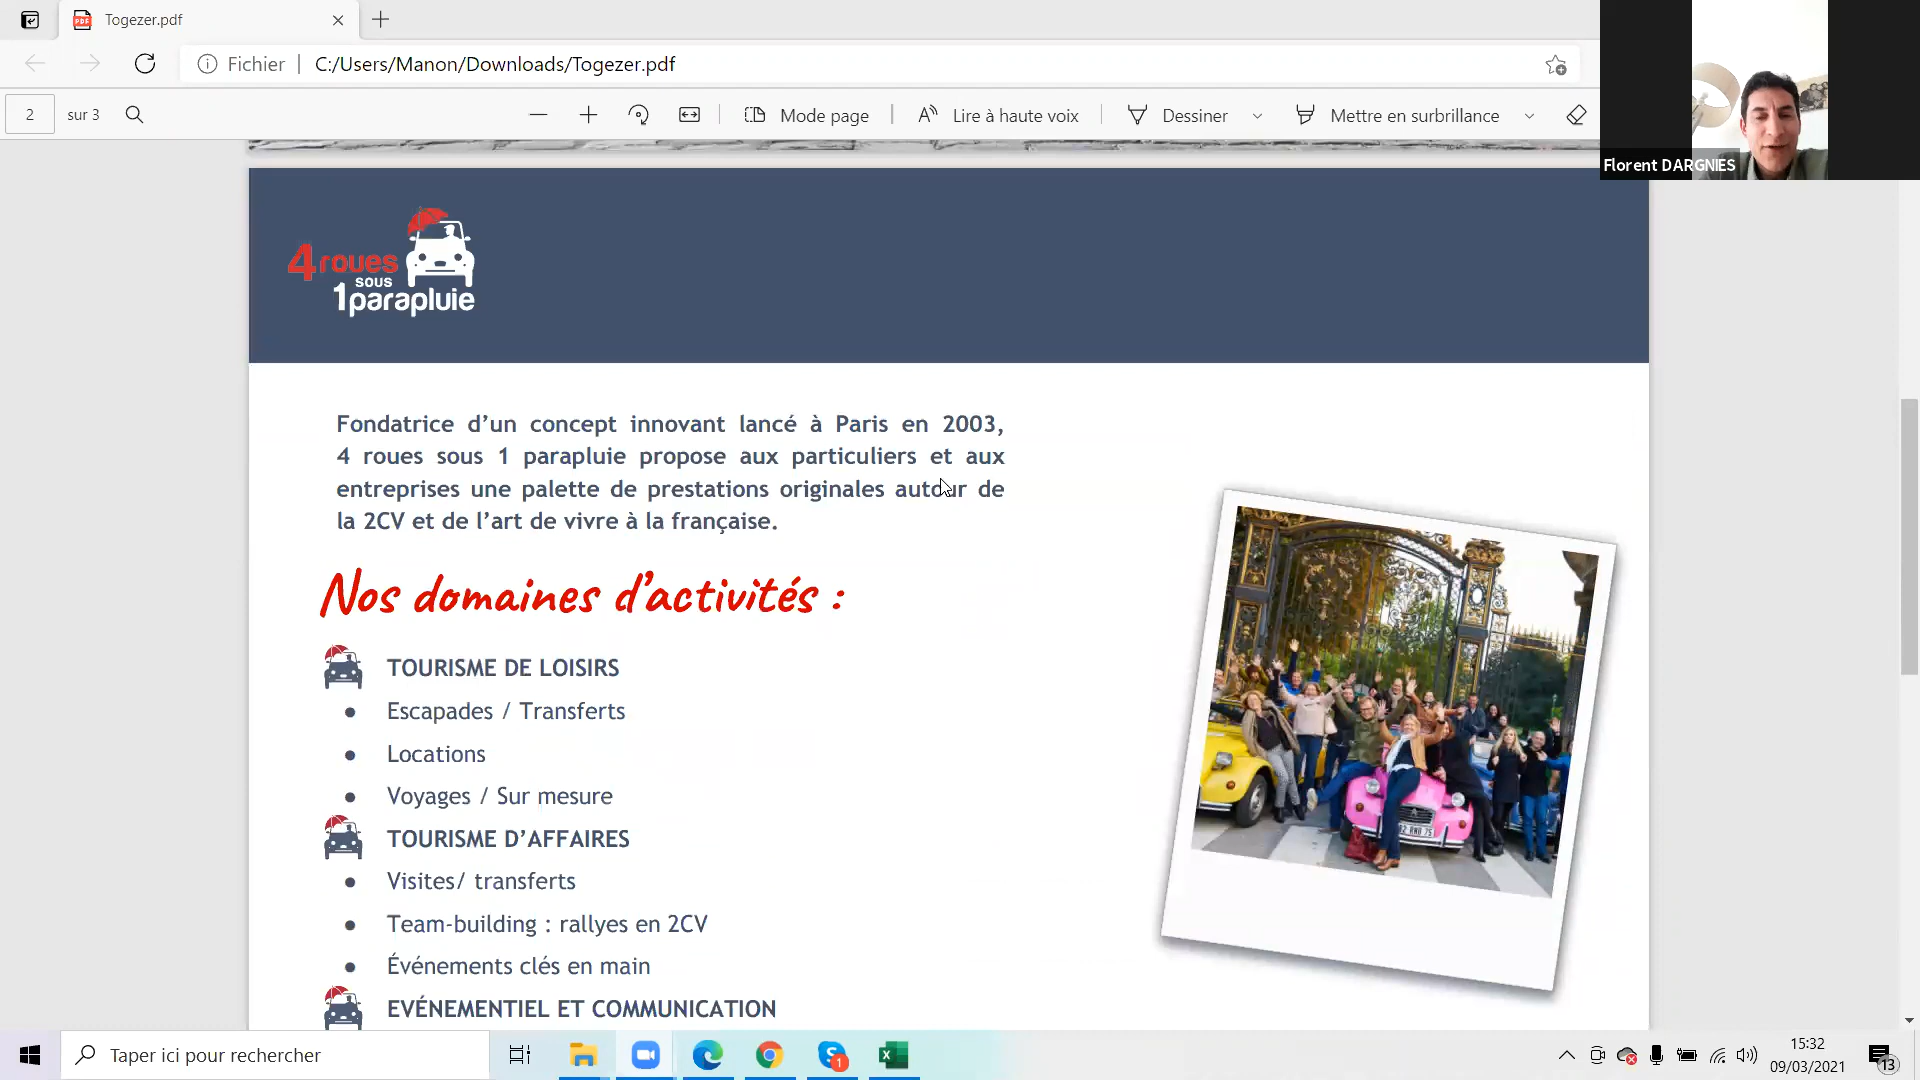 Togezer.pdf
Fichier
C:/Users/Manon/Downloads/Togezer.pdf
2 sur 3
Mode page
Lire à haute voix
Dessiner
Mettre en surbrillance
Florent DARGNIES
4 roues
sous
1 parapluie
Fondatrice d'un concept innovant lancé à Paris en 2003,
4 roues sous 1 parapluie propose aux particuliers et aux
entreprises une palette de prestations originales autour de
la 2CV et de l'art de vivre à la française.
Nos domaines d'activités :
TOURISME DE LOISIRS
• Escapades / Transferts
• Locations
• Voyages / Sur mesure
TOURISME D'AFFAIRES
• Visites/ transferts
• Team-building : rallyes en 2CV
• Événements clés en main
EVÉNEMENTIEL ET COMMUNICATION
Taper ici pour rechercher
1
15:32
09/03/2021
13